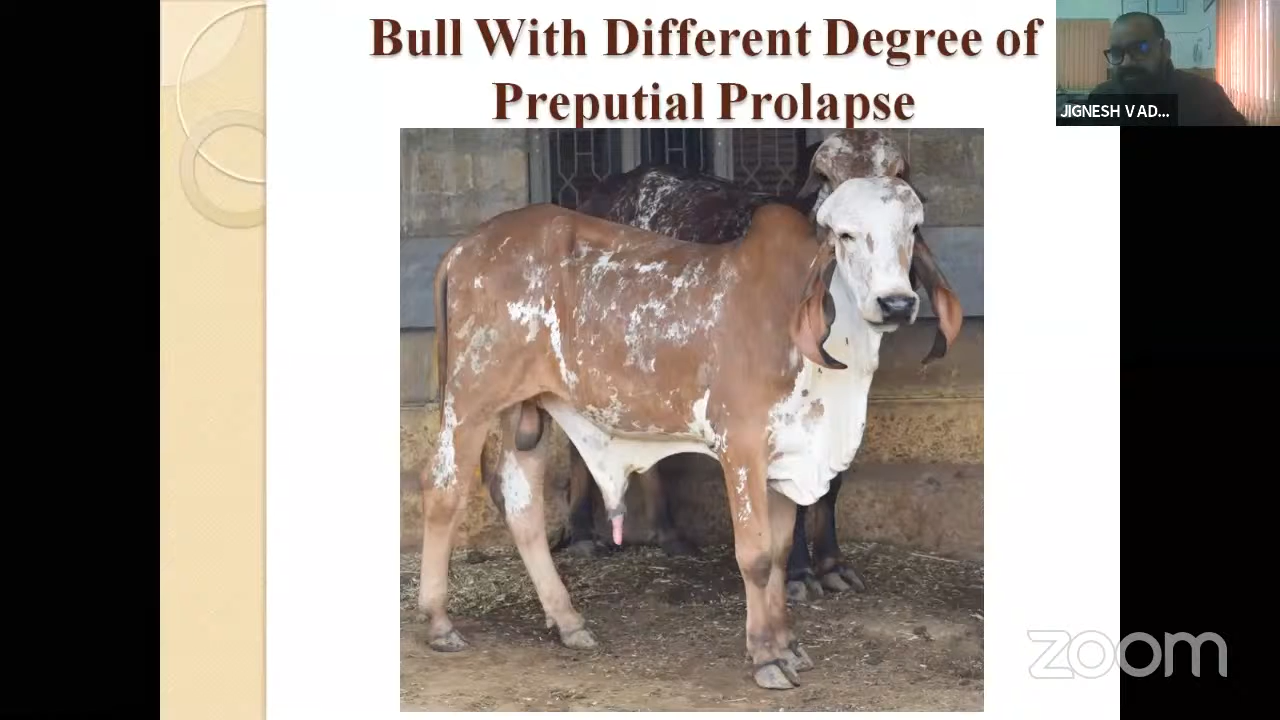 Bull With Different Degree of
Preputial Prolapse
JIGNESH V AD...
zoom